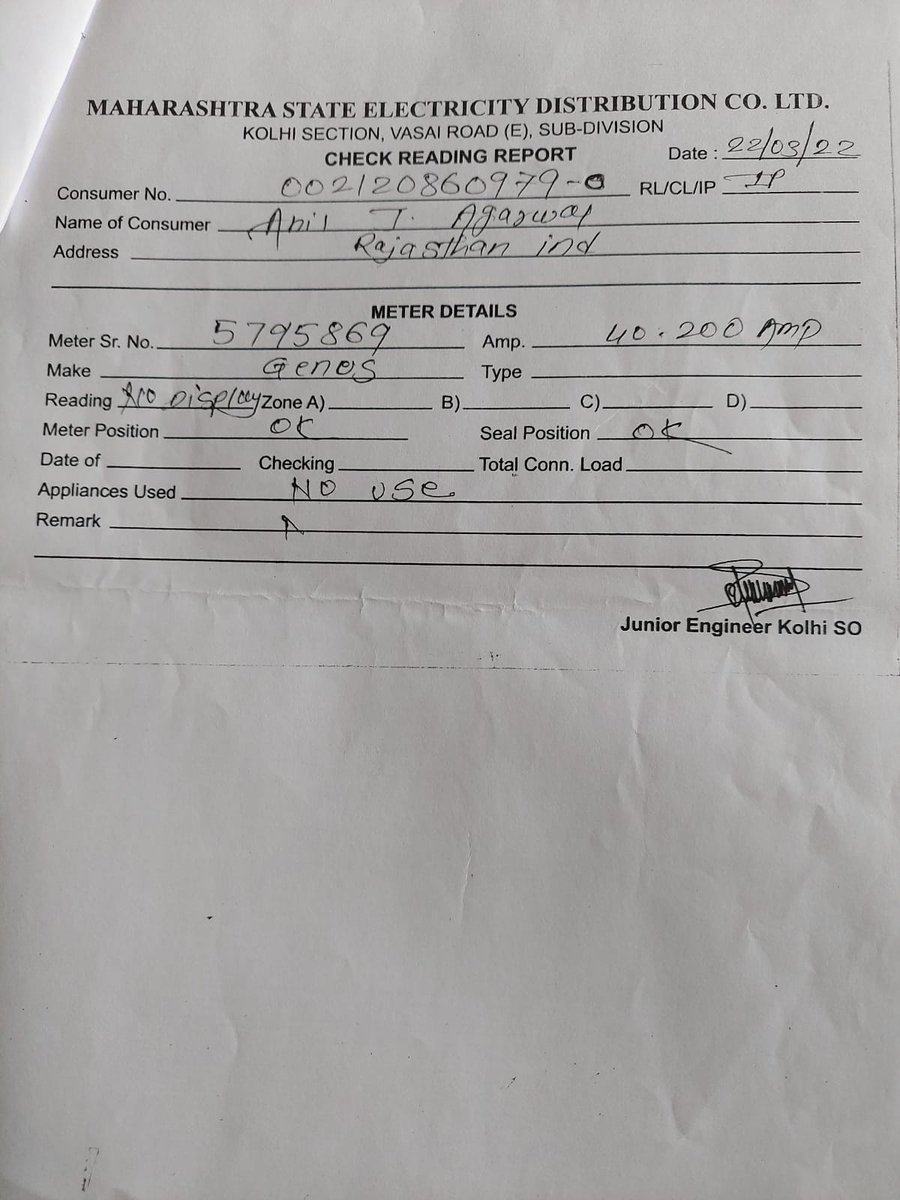 MAHARASHTRA STATE ELECTRICITY DISTRIBUTION CO. LTD.
KOLHI SECTION, VASAI ROAD (E), SUB-DIVISION
CHECK READING REPORT Date : 22/03/22
Consumer No. 002120860979-0 RL/CL/IP IP
Name of Consumer Anil T. Agarwal
Address Rajasthan ind
METER DETAILS
Meter Sr. No. 5795869 Amp. 40.200 Amp
Make Genos Type
Reading NO Display Zone A) B) C) D)
Meter Position OK Seal Position OK
Date of Checking Total Conn. Load
Appliances Used NO use
Remark
Junior Engineer Kolhi SO